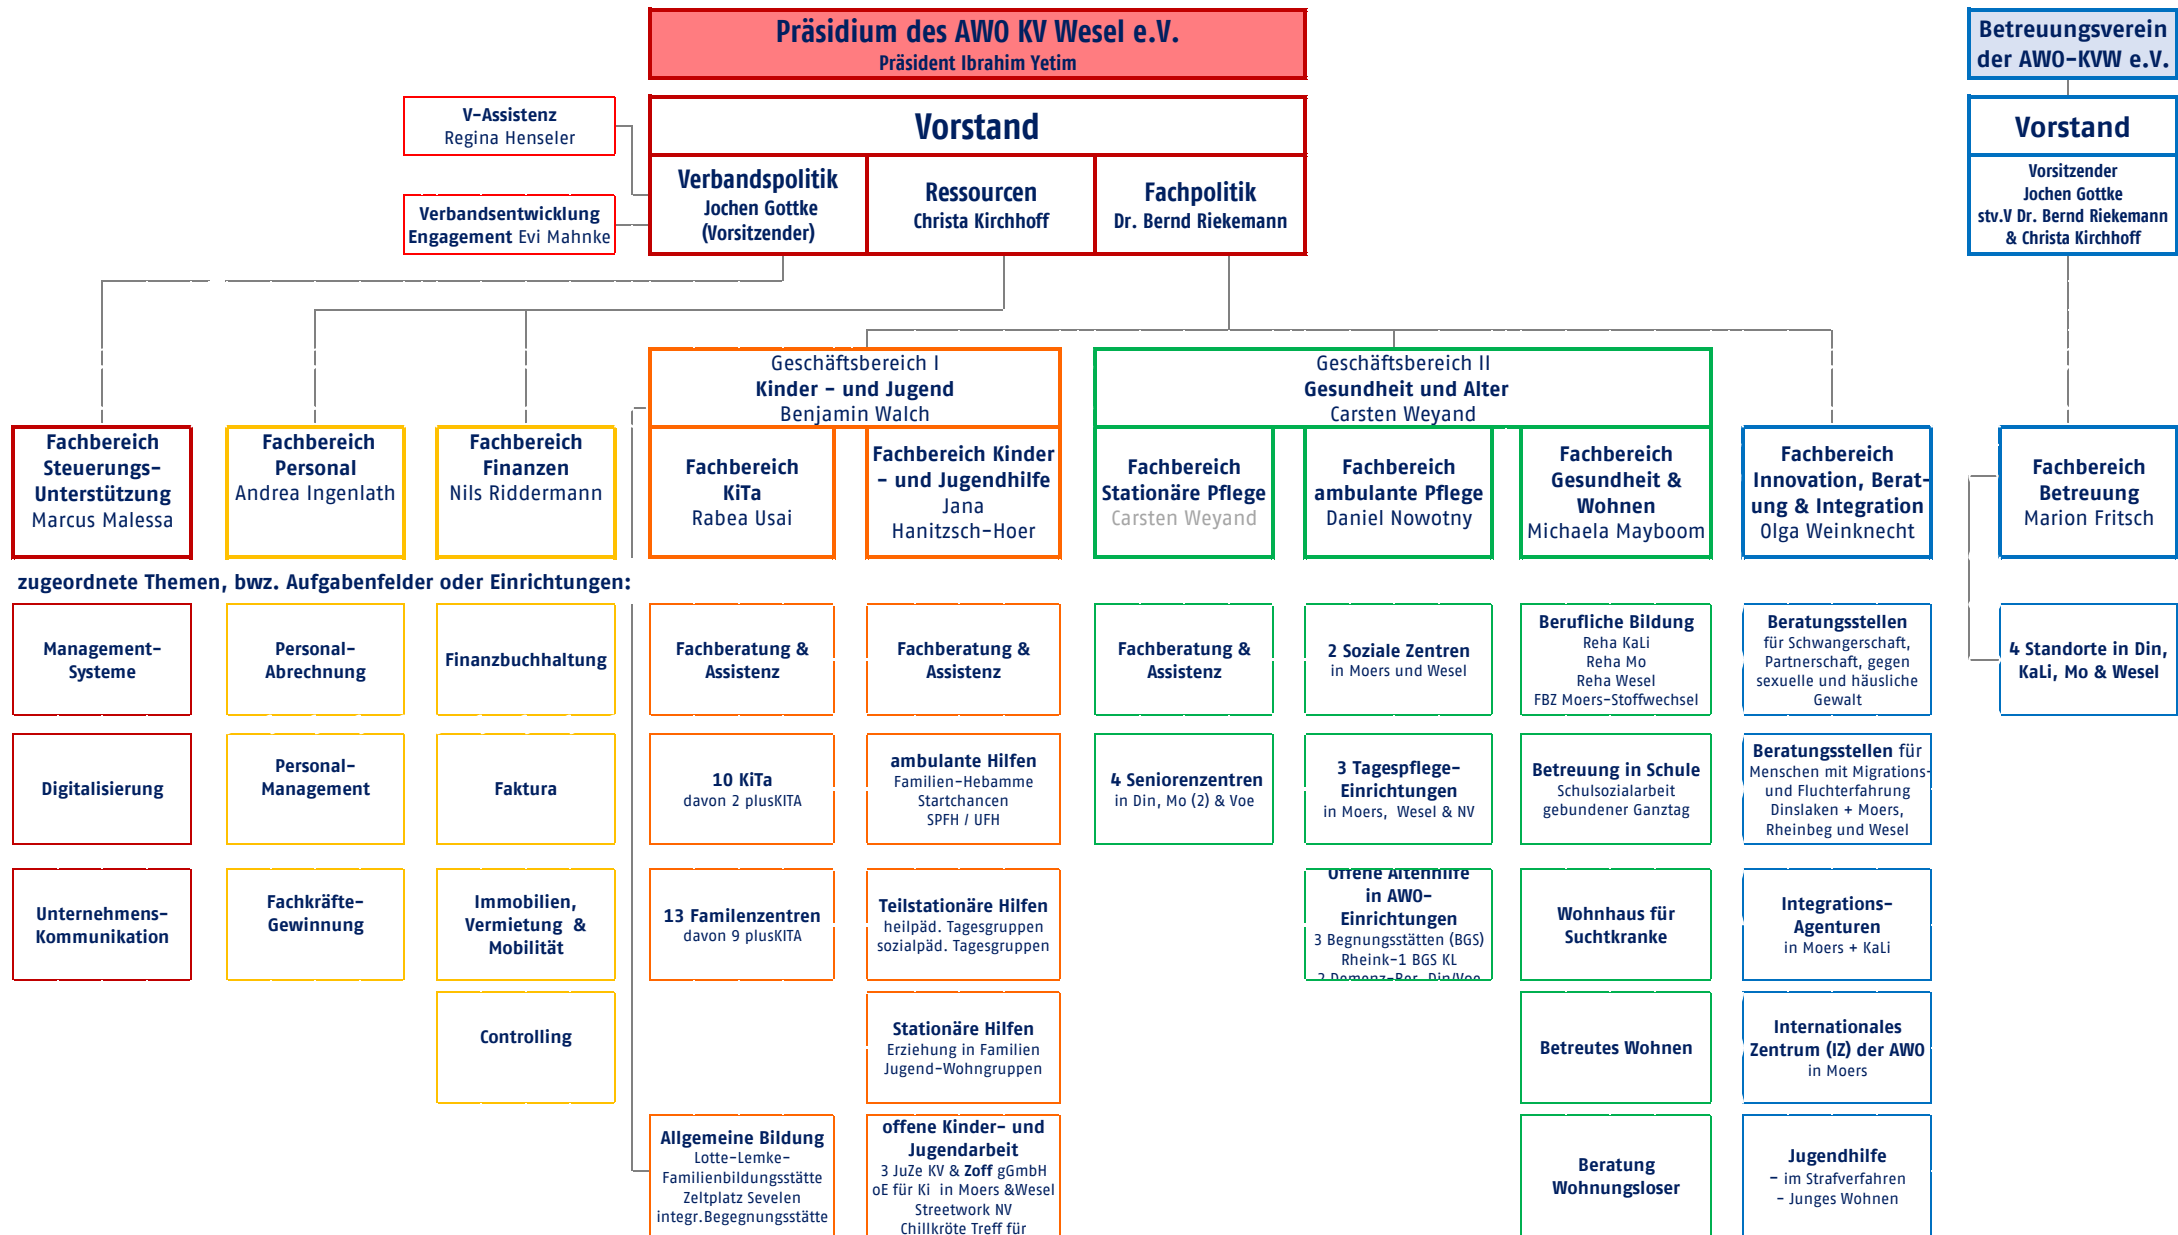 Präsidium des AWO KV Wesel e.V.
Präsident Ibrahim Yetim
Betreuungsverein
der AWO-KVW e.V.
V-Assistenz
Regina Henseler
Verbandsentwicklung
Engagement Evi Mahnke
Vorstand
Verbandspolitik
Jochen Gottke
(Vorsitzender)
Ressourcen
Christa Kirchhoff
Fachpolitik
Dr. Bernd Riekemann
Vorstand
Vorsitzender
Jochen Gottke
stv.V Dr. Bernd Riekemann
& Christa Kirchhoff
Geschäftsbereich I
Kinder - und Jugend
Benjamin Walch
Geschäftsbereich II
Gesundheit und Alter
Carsten Weyand
Fachbereich
Steuerungs-
Unterstützung
Marcus Malessa
Fachbereich
Personal
Andrea Ingenlath
Fachbereich
Finanzen
Nils Riddermann
Fachbereich
KiTa
Rabea Usai
Fachbereich Kinder
- und Jugendhilfe
Jana
Hanitzsch-Hoer
Fachbereich
Stationäre Pflege
Carsten Weyand
Fachbereich
ambulante Pflege
Daniel Nowotny
Fachbereich
Gesundheit &
Wohnen
Michaela Mayboom
Fachbereich
Innovation, Berat-
ung & Integration
Olga Weinknecht
Fachbereich
Betreuung
Marion Fritsch
zugeordnete Themen, bwz. Aufgabenfelder oder Einrichtungen:
Management-
Systeme
Personal-
Abrechnung
Finanzbuchhaltung
Fachberatung &
Assistenz
Fachberatung &
Assistenz
Fachberatung &
Assistenz
2 Soziale Zentren
in Moers und Wesel
Berufliche Bildung
Reha KaLi
Reha Mo
Reha Wesel
FBZ Moers-Stoffwechsel
Beratungsstellen
für Schwangerschaft,
Partnerschaft, gegen
sexuelle und häusliche
Gewalt
4 Standorte in Din,
KaLi, Mo & Wesel
Digitalisierung
Personal-
Management
Faktura
10 KiTa
davon 2 plusKITA
ambulante Hilfen
Familien-Hebamme
Startchancen
SPFH / UFH
4 Seniorenzentren
in Din, Mo (2) & Voe
3 Tagespflege-
Einrichtungen
in Moers, Wesel & NV
Betreuung in Schule
Schulsozialarbeit
gebundener Ganztag
Beratungsstellen für
Menschen mit Migrations-
und Fluchterfahrung
Dinslaken + Moers,
Rheinbeg und Wesel
Unternehmens-
Kommunikation
Fachkräfte-
Gewinnung
Immobilien,
Vermietung &
Mobilität
13 Familenzentren
davon 9 plusKITA
Teilstationäre Hilfen
heilpäd. Tagesgruppen
sozialpäd. Tagesgruppen
Offene Altenhilfe
in AWO-
Einrichtungen
3 Begnungsstätten (BGS)
Rheink-1 BGS KL
2 Demenz-Ber. Din/Voe
Wohnhaus für
Suchtkranke
Integrations-
Agenturen
in Moers + KaLi
Controlling
Stationäre Hilfen
Erziehung in Familien
Jugend-Wohngruppen
Betreutes Wohnen
Internationales
Zentrum (IZ) der AWO
in Moers
Allgemeine Bildung
Lotte-Lemke-
Familienbildungsstätte
Zeltplatz Sevelen
integr.Begegnungsstätte
offene Kinder- und
Jugendarbeit
3 JuZe KV & Zoff gGmbH
oE für Ki in Moers &Wesel
Streetwork NV
Chillkröte Treff für
Beratung
Wohnungsloser
Jugendhilfe
- im Strafverfahren
- Junges Wohnen